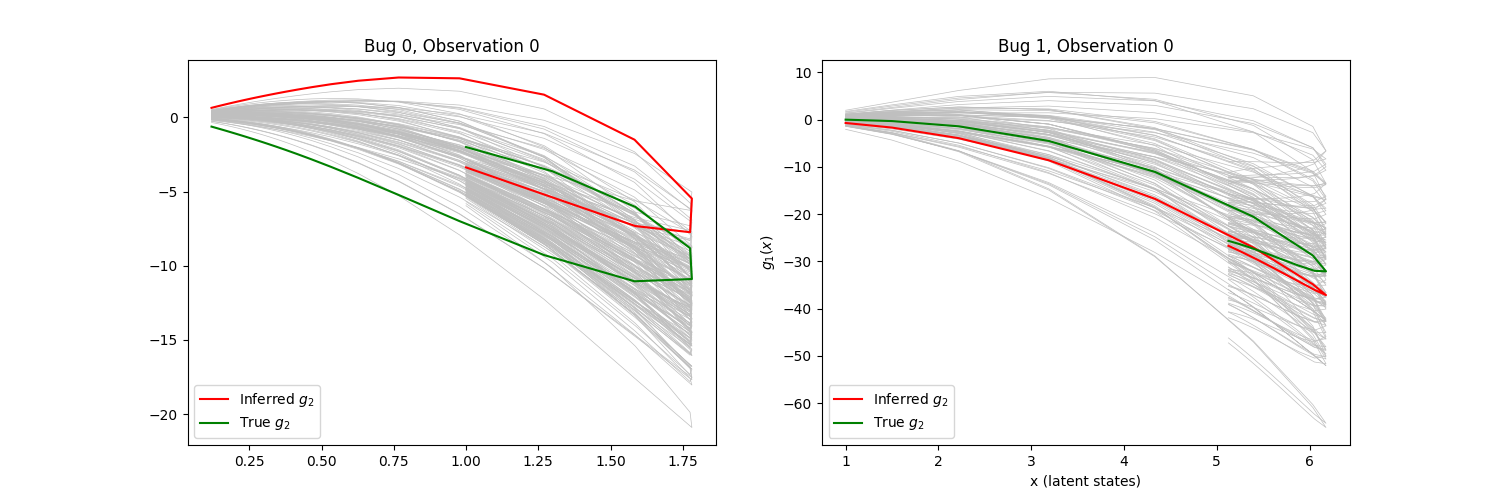 Bug 0, Observation 0
0
−5
−10
−15
−20
0.25 0.50 0.75 1.00 1.25 1.50 1.75
Inferred g₂
True g₂
Bug 1, Observation 0
10
0
−10
−20
−30
−40
−50
−60
g₁(x)
1 2 3 4 5 6
x (latent states)
Inferred g₂
True g₂